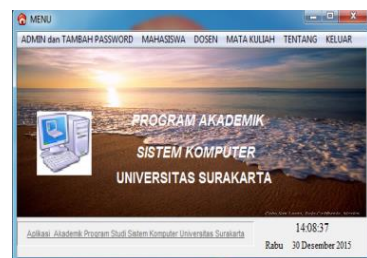 MENU
ADMIN dan TAMBAH PASSWORD MAHASISWA DOSEN MATA KULIAH TENTANG KELUAR
PROGRAM AKADEMIK
SISTEM KOMPUTER
UNIVERSITAS SURAKARTA
Aplikasi Akademik Program Studi Sistem Komputer Universitas Surakarta
14:08:37
Rabu 30 Desember 2015